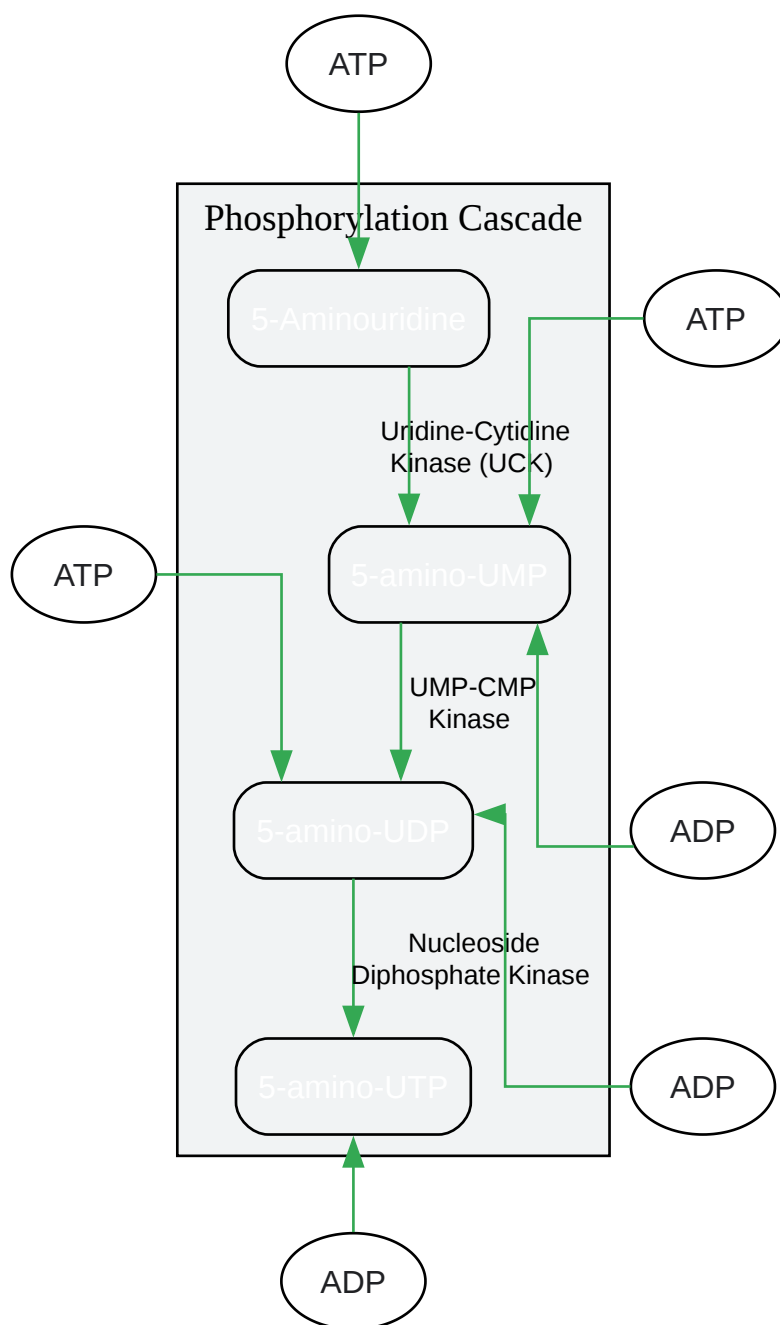 ATP
Phosphorylation Cascade
5-Aminouridine
ATP
Uridine-Cytidine
Kinase (UCK)
ATP
5-amino-UMP
UMP-CMP
Kinase
5-amino-UDP
ADP
Nucleoside
Diphosphate Kinase
5-amino-UTP
ADP
ADP